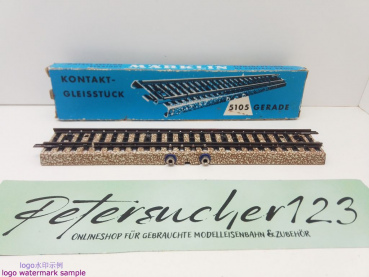 MÄRKLIN
KONTAKT-
GLEISSTÜCK
5105 GERADE
Petersucher123
ONLINESHOP FÜR GEBRAUCHTE MODELLEISENBAHN & ZUBEHÖR
logo水印示例
logo watermark sample